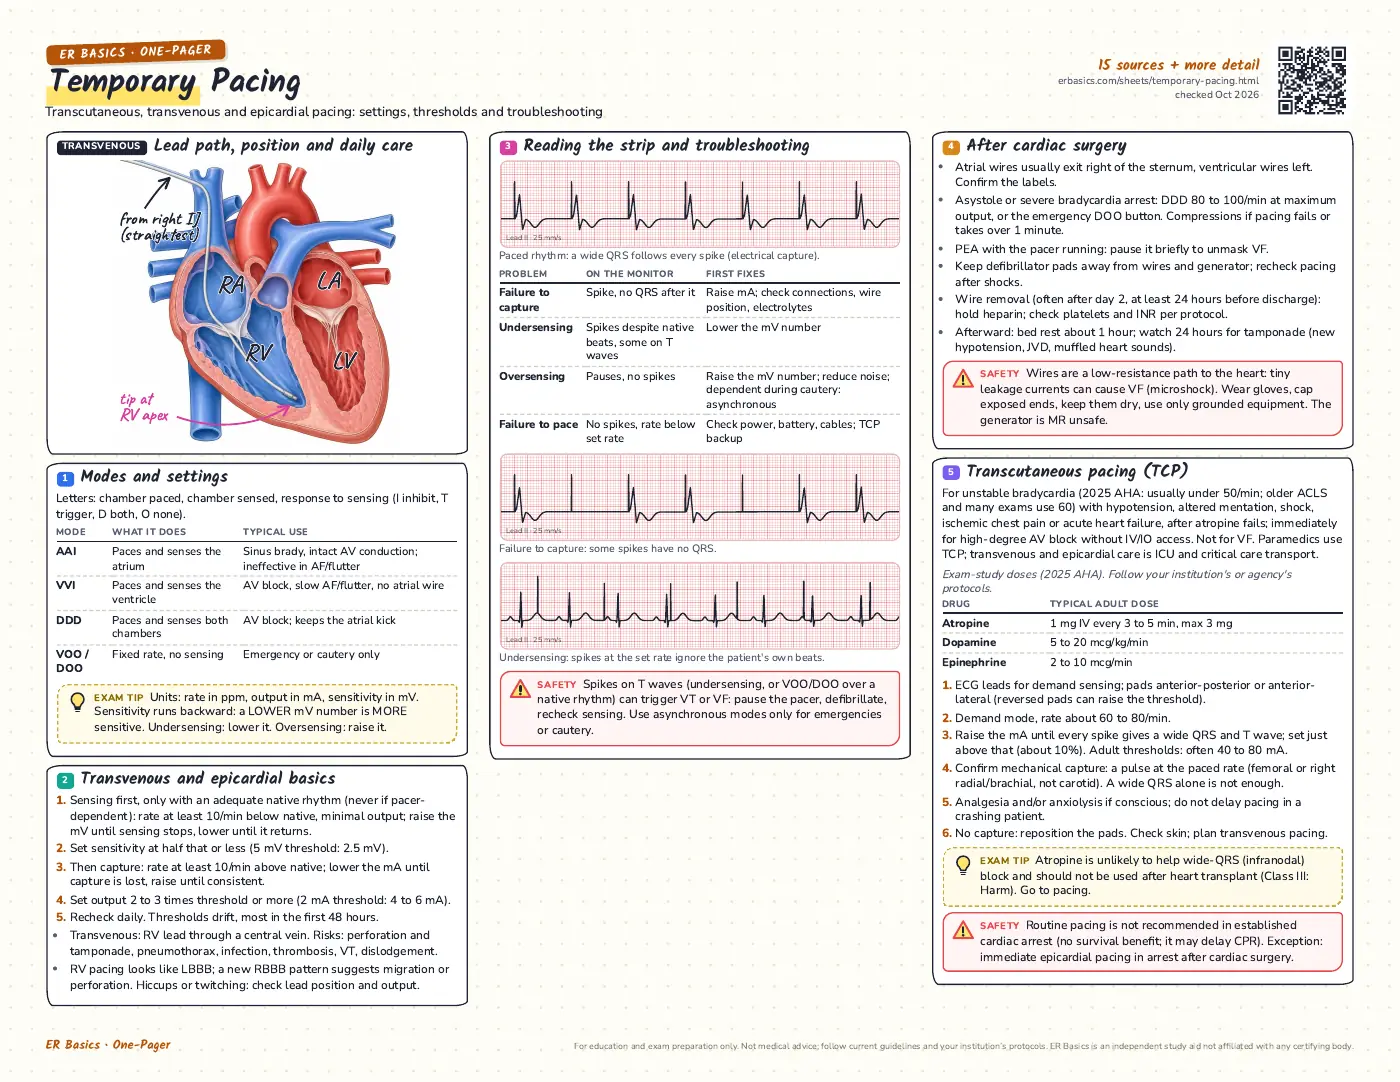 ER BASICS · ONE-PAGER
Temporary Pacing
Transcutaneous, transvenous and epicardial pacing: settings, thresholds and troubleshooting
15 sources + more detail
erbasics.com/sheets/temporary-pacing.html
checked Oct 2026
TRANSVENOUS Lead path, position and daily care
from right IJ
(straightest)
RA
LA
RV
LV
tip at
RV apex
1 Modes and settings
Letters: chamber paced, chamber sensed, response to sensing (I inhibit, T
trigger, D both, O none).
MODE WHAT IT DOES TYPICAL USE
AAI Paces and senses the Sinus brady, intact AV conduction;
atrium ineffective in AF/flutter
VVI Paces and senses the AV block, slow AF/flutter, no atrial wire
ventricle
DDD Paces and senses both AV block; keeps the atrial kick
chambers
VOO / Fixed rate, no sensing Emergency or cautery only
DOO
EXAM TIP Units: rate in ppm, output in mA, sensitivity in mV.
Sensitivity runs backward: a LOWER mV number is MORE
sensitive. Undersensing: lower it. Oversensing: raise it.
2 Transvenous and epicardial basics
1. Sensing first, only with an adequate native rhythm (never if pacer-
dependent): rate at least 10/min below native, minimal output; raise the
mV until sensing stops, lower until it returns.
2. Set sensitivity at half that or less (5 mV threshold: 2.5 mV).
3. Then capture: rate at least 10/min above native; lower the mA until
capture is lost, raise until consistent.
4. Set output 2 to 3 times threshold or more (2 mA threshold: 4 to 6 mA).
5. Recheck daily. Thresholds drift, most in the first 48 hours.
• Transvenous: RV lead through a central vein. Risks: perforation and
tamponade, pneumothorax, infection, thrombosis, VT, dislodgement.
• RV pacing looks like LBBB; a new RBBB pattern suggests migration or
perforation. Hiccups or twitching: check lead position and output.
3 Reading the strip and troubleshooting
Lead II · 25 mm/s
Paced rhythm: a wide QRS follows every spike (electrical capture).
PROBLEM ON THE MONITOR FIRST FIXES
Failure to Spike, no QRS after it Raise mA; check connections, wire
capture position, electrolytes
Undersensing Spikes despite native Lower the mV number
beats, some on T
waves
Oversensing Pauses, no spikes Raise the mV number; reduce noise;
dependent during cautery:
asynchronous
Failure to pace No spikes, rate below Check power, battery, cables; TCP
set rate backup
Lead II · 25 mm/s
Failure to capture: some spikes have no QRS.
Lead II · 25 mm/s
Undersensing: spikes at the set rate ignore the patient's own beats.
SAFETY Spikes on T waves (undersensing, or VOO/DOO over a
native rhythm) can trigger VT or VF: pause the pacer, defibrillate,
recheck sensing. Use asynchronous modes only for emergencies
or cautery.
4 After cardiac surgery
• Atrial wires usually exit right of the sternum, ventricular wires left.
Confirm the labels.
• Asystole or severe bradycardia arrest: DDD 80 to 100/min at maximum
output, or the emergency DOO button. Compressions if pacing fails or
takes over 1 minute.
• PEA with the pacer running: pause it briefly to unmask VF.
• Keep defibrillator pads away from wires and generator; recheck pacing
after shocks.
• Wire removal (often after day 2, at least 24 hours before discharge):
hold heparin; check platelets and INR per protocol.
• Afterward: bed rest about 1 hour; watch 24 hours for tamponade (new
hypotension, JVD, muffled heart sounds).
SAFETY Wires are a low-resistance path to the heart: tiny
leakage currents can cause VF (microshock). Wear gloves, cap
exposed ends, keep them dry, use only grounded equipment. The
generator is MR unsafe.
5 Transcutaneous pacing (TCP)
For unstable bradycardia (2025 AHA: usually under 50/min; older ACLS
and many exams use 60) with hypotension, altered mentation, shock,
ischemic chest pain or acute heart failure, after atropine fails; immediately
for high-degree AV block without IV/IO access. Not for VF. Paramedics use
TCP; transvenous and epicardial care is ICU and critical care transport.
Exam-study doses (2025 AHA). Follow your institution's or agency's
protocols.
DRUG TYPICAL ADULT DOSE
Atropine 1 mg IV every 3 to 5 min, max 3 mg
Dopamine 5 to 20 mcg/kg/min
Epinephrine 2 to 10 mcg/min
1. ECG leads for demand sensing; pads anterior-posterior or anterior-
lateral (reversed pads can raise the threshold).
2. Demand mode, rate about 60 to 80/min.
3. Raise the mA until every spike gives a wide QRS and T wave; set just
above that (about 10%). Adult thresholds: often 40 to 80 mA.
4. Confirm mechanical capture: a pulse at the paced rate (femoral or right
radial/brachial, not carotid). A wide QRS alone is not enough.
5. Analgesia and/or anxiolysis if conscious; do not delay pacing in a
crashing patient.
6. No capture: reposition the pads. Check skin; plan transvenous pacing.
EXAM TIP Atropine is unlikely to help wide-QRS (infranodal)
block and should not be used after heart transplant (Class III:
Harm). Go to pacing.
SAFETY Routine pacing is not recommended in established
cardiac arrest (no survival benefit; it may delay CPR). Exception:
immediate epicardial pacing in arrest after cardiac surgery.
ER Basics · One-Pager
For education and exam preparation only. Not medical advice; follow current guidelines and your institution's protocols. ER Basics is an independent study aid not affiliated with any certifying body.